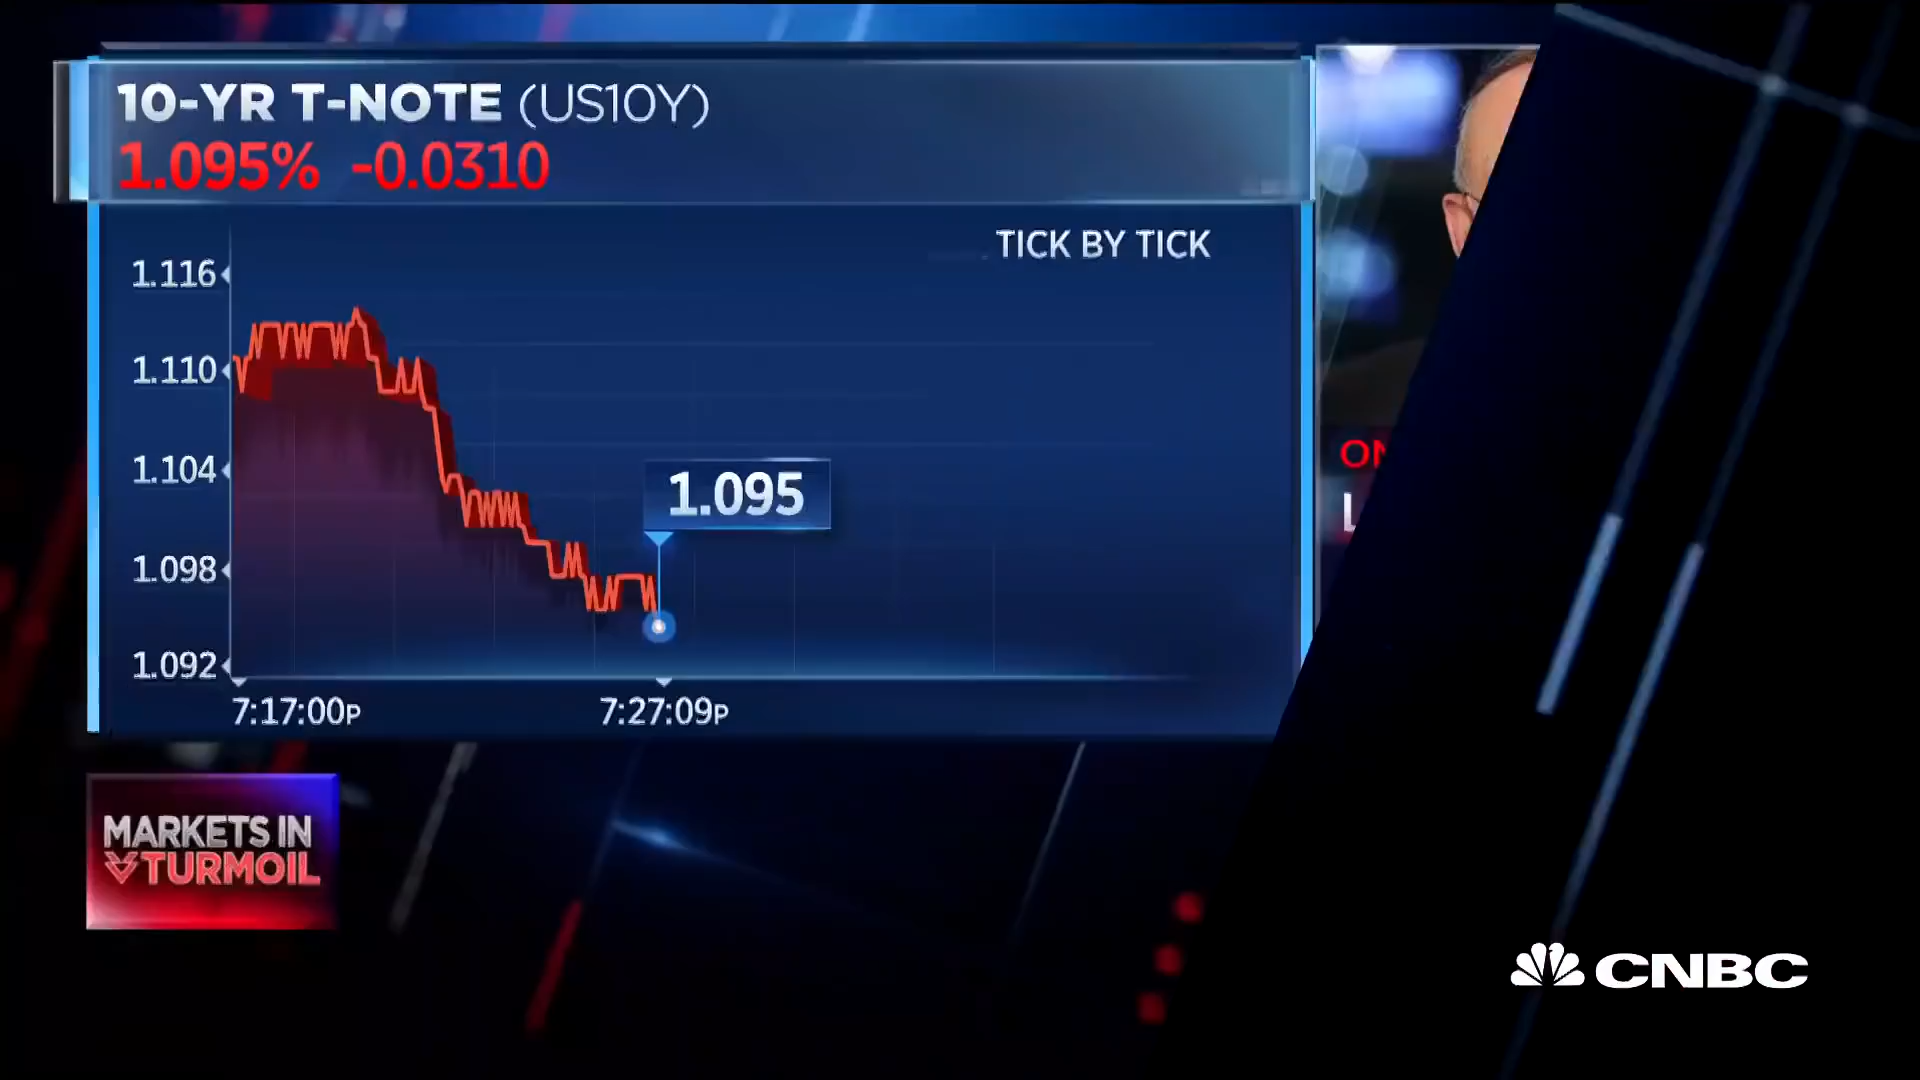 10-YR T-NOTE (US10Y)
1.095% -0.0310
TICK BY TICK
1.116
1.110
1.104
1.098
1.092
1.095
7:17:00P
7:27:09P
MARKETS IN
TURMOIL
CNBC